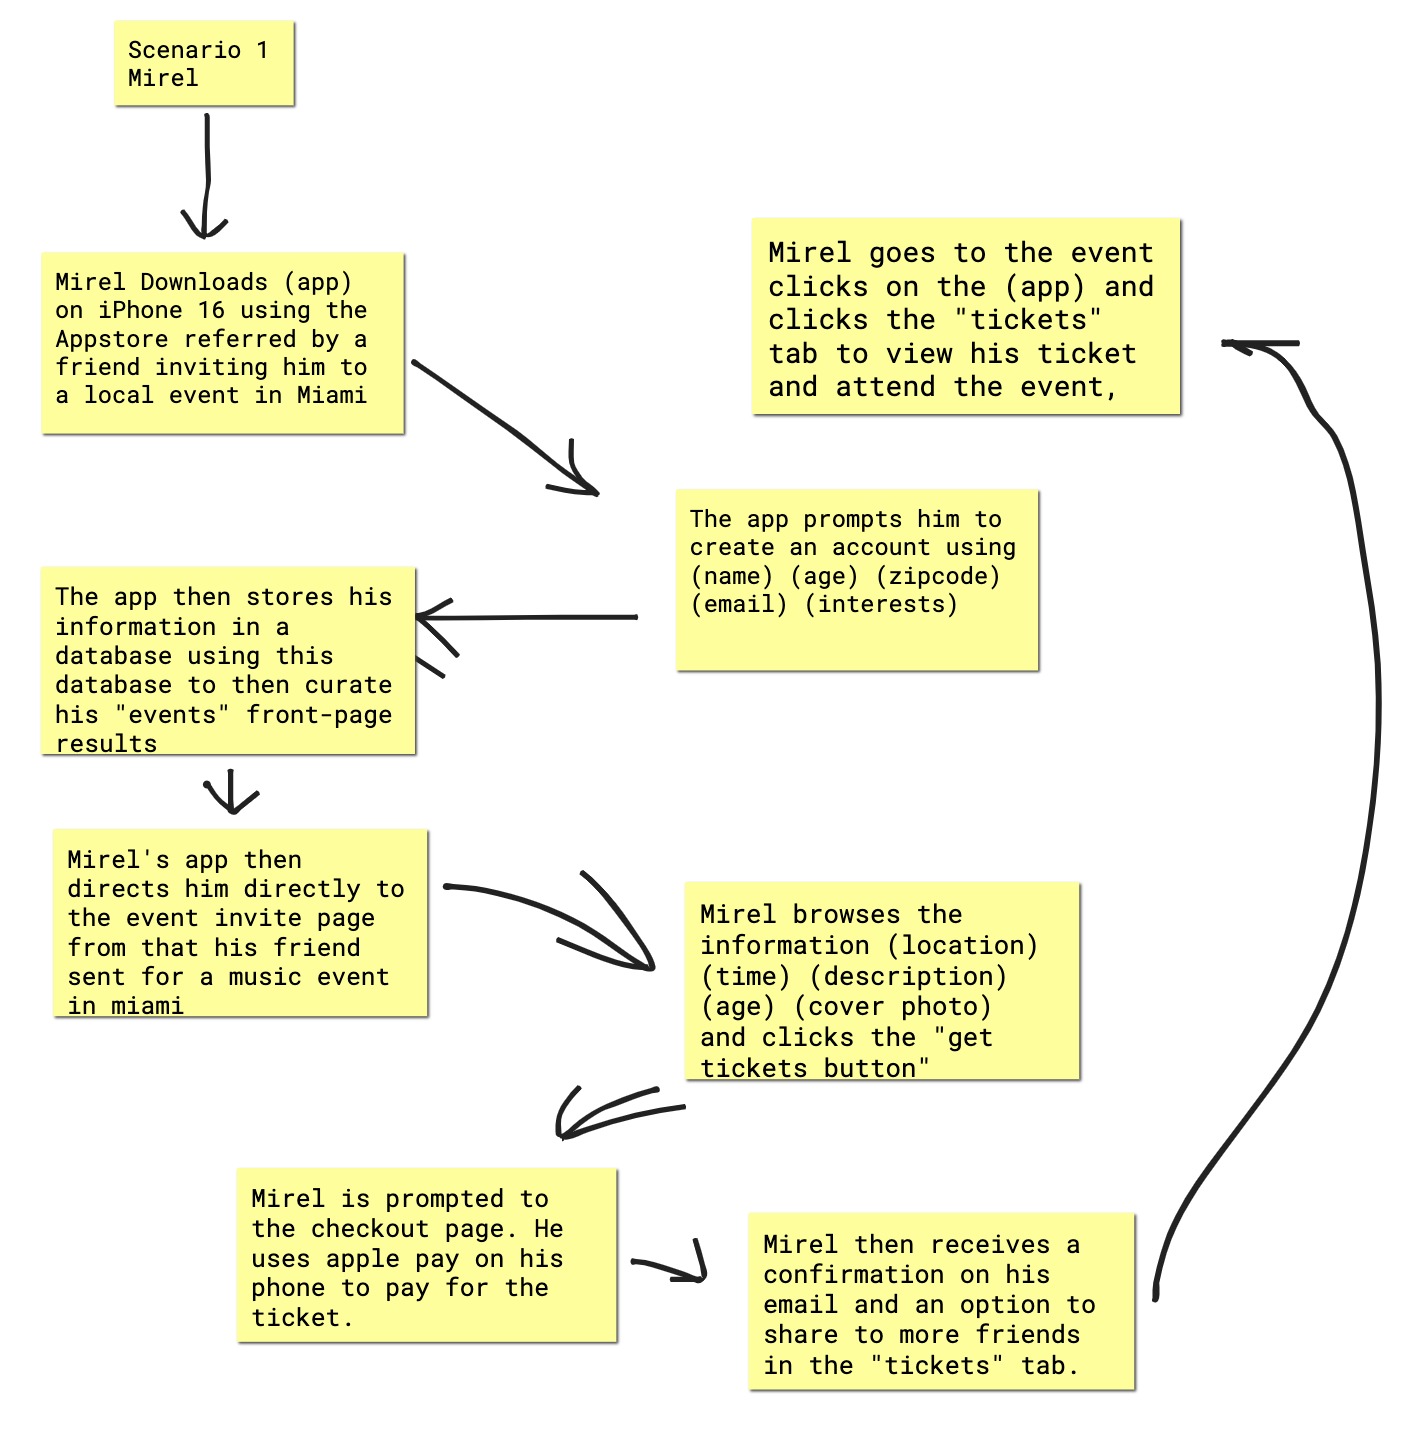 Scenario 1
Mirel
Mirel Downloads (app)
on iPhone 16 using the
Appstore referred by a
friend inviting him to
a local event in Miami
The app prompts him to
create an account using
(name) (age) (zipcode)
(email) (interests)
The app then stores his
information in a
database using this
database to then curate
his "events" front-page
results
Mirel's app then
directs him directly to
the event invite page
from that his friend
sent for a music event
in miami
Mirel browses the
information (location)
(time) (description)
(age) (cover photo)
and clicks the "get
tickets button"
Mirel is prompted to
the checkout page. He
uses apple pay on his
phone to pay for the
ticket.
Mirel then receives a
confirmation on his
email and an option to
share to more friends
in the "tickets" tab.
Mirel goes to the event
clicks on the (app) and
clicks the "tickets"
tab to view his ticket
and attend the event,